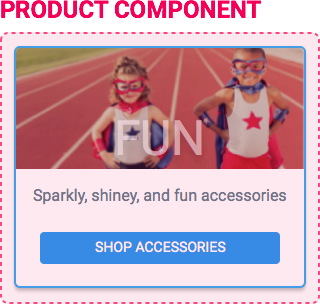 PRODUCT COMPONENT
FUN
Sparkly, shiney, and fun accessories
SHOP ACCESSORIES